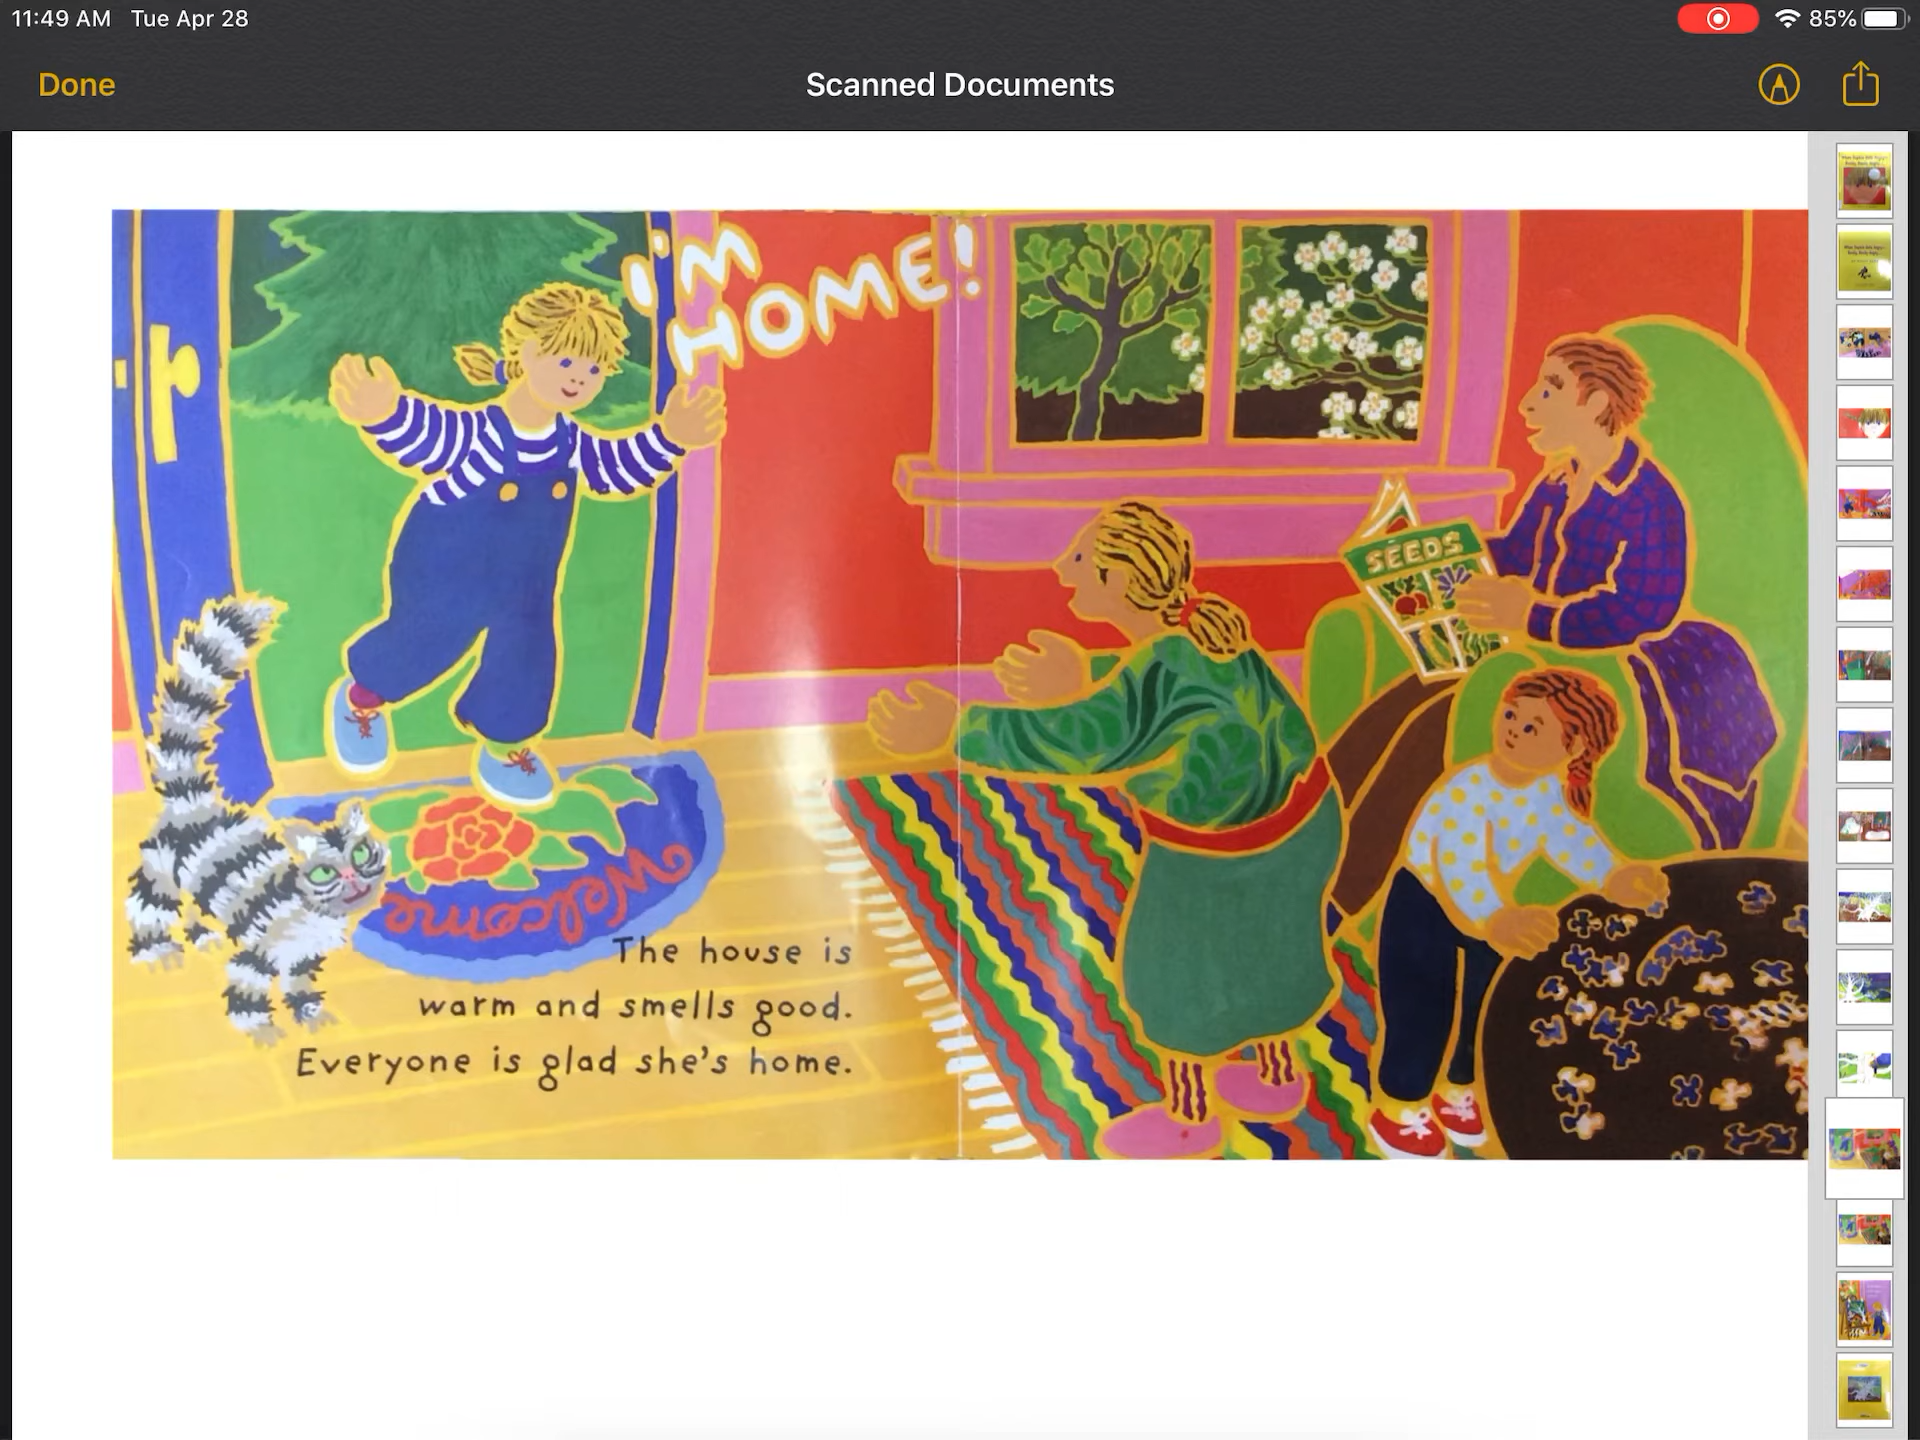 11:49 AM Tue Apr 28
85%
Done
Scanned Documents
I'M
HOME!
SEEDS
Welcome
The house is
warm and smells good.
Everyone is glad she's home.